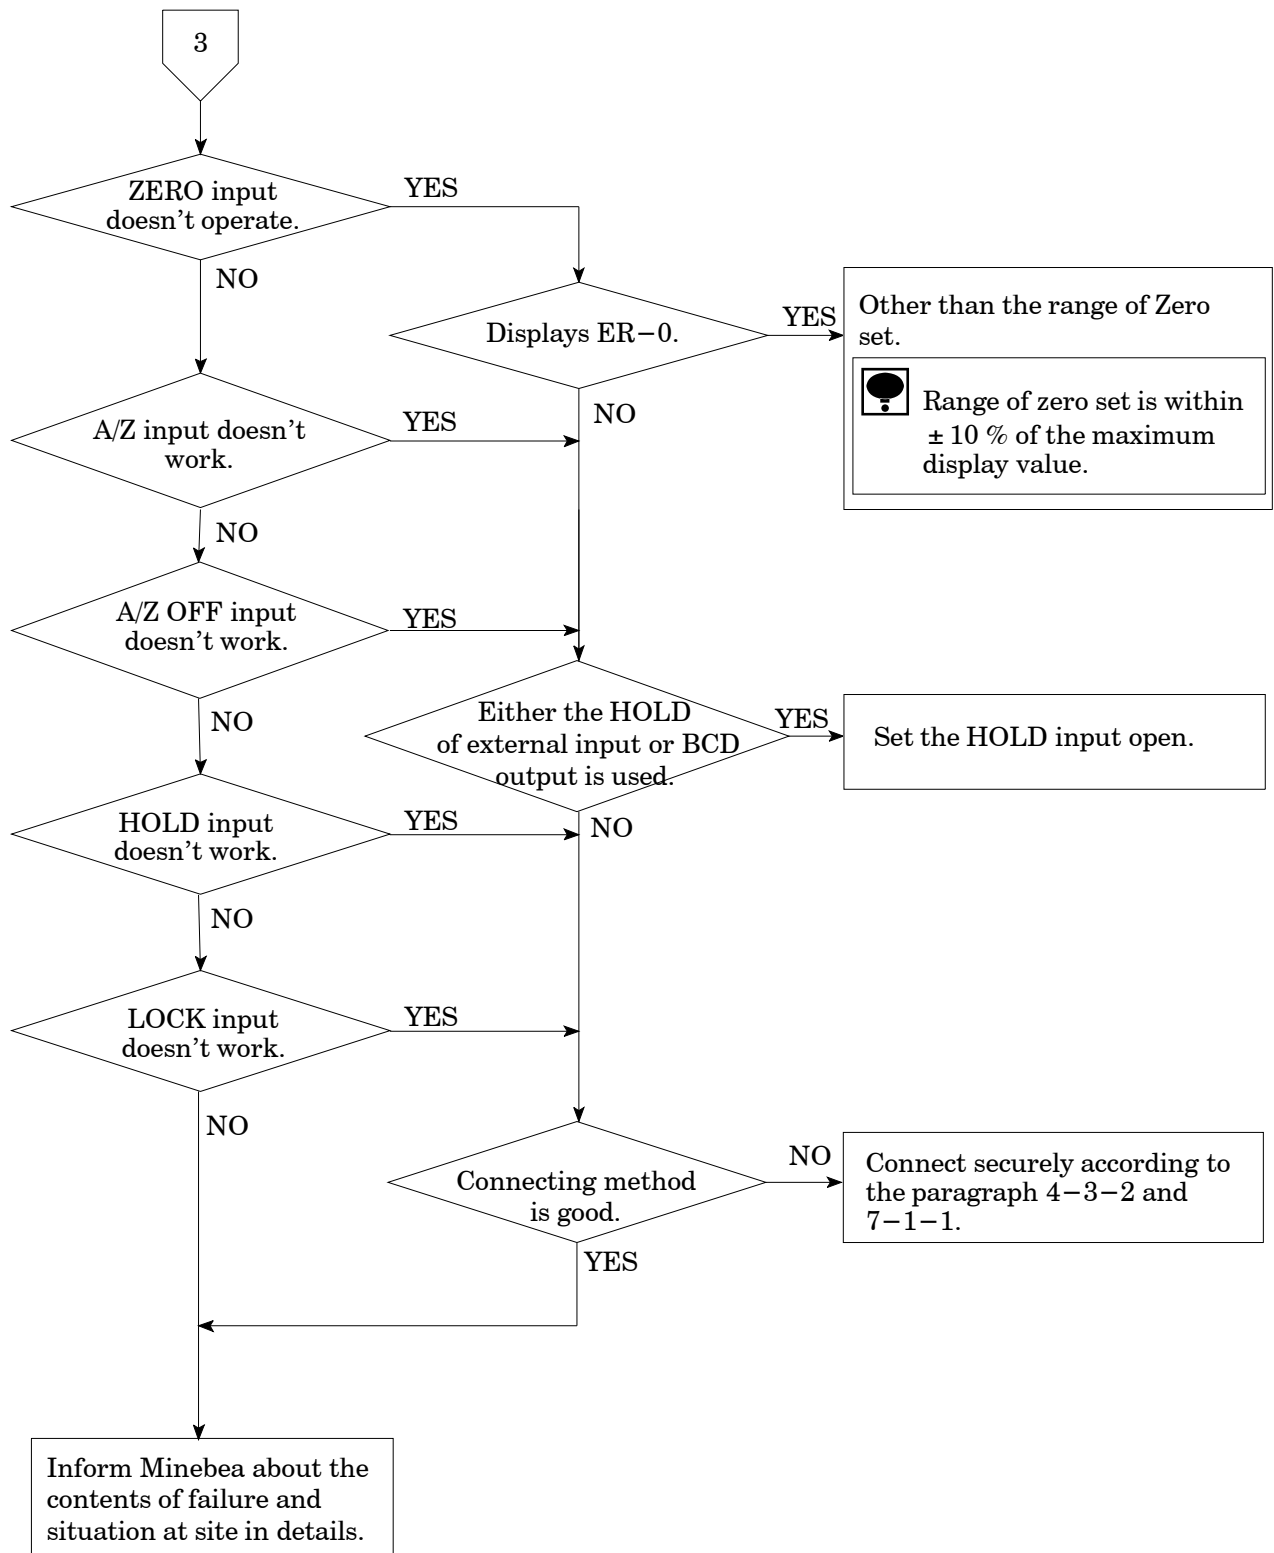 3
ZERO input
doesn't operate.
YES
NO
Displays ER−0.
YES
Other than the range of Zero
set.
Range of zero set is within
± 10 % of the maximum
display value.
NO
A/Z input doesn't
work.
YES
NO
A/Z OFF input
doesn't work.
YES
NO
Either the HOLD
of external input or BCD
output is used.
YES
Set the HOLD input open.
NO
HOLD input
doesn't work.
YES
NO
LOCK input
doesn't work.
YES
NO
Connecting method
is good.
NO
Connect securely according to
the paragraph 4−3−2 and
7−1−1.
YES
Inform Minebea about the
contents of failure and
situation at site in details.